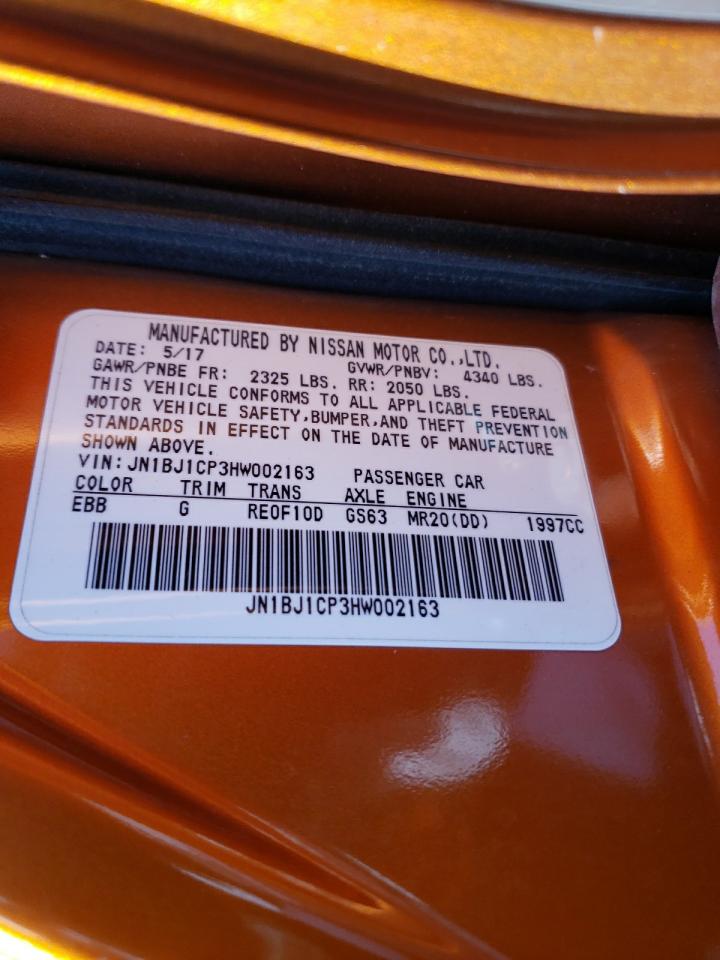 MANUFACTURED BY NISSAN MOTOR CO.,LTD.
DATE: 5/17 GVWR/PNBV: 4340 LBS.
GAWR/PNBE FR: 2325 LBS. RR: 2050 LBS.
THIS VEHICLE CONFORMS TO ALL APPLICABLE FEDERAL
MOTOR VEHICLE SAFETY,BUMPER,AND THEFT PREVENTION
STANDARDS IN EFFECT ON THE DATE OF MANUFACTURE
SHOWN ABOVE.
VIN: JN1BJ1CP3HW002163 PASSENGER CAR
COLOR TRIM TRANS AXLE ENGINE
EBB G RE0F10D GS63 MR20(DD) 1997CC
JN1BJ1CP3HW002163